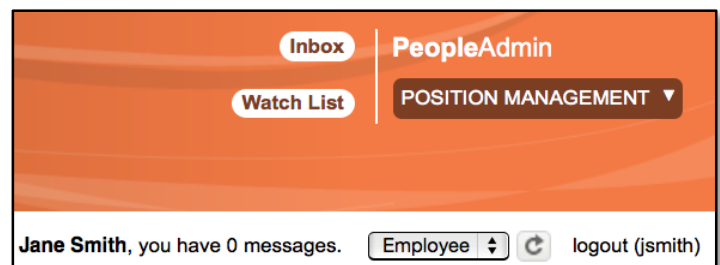 Inbox
PeopleAdmin
Watch List
POSITION MANAGEMENT
Jane Smith, you have 0 messages.
Employee
logout (jsmith)